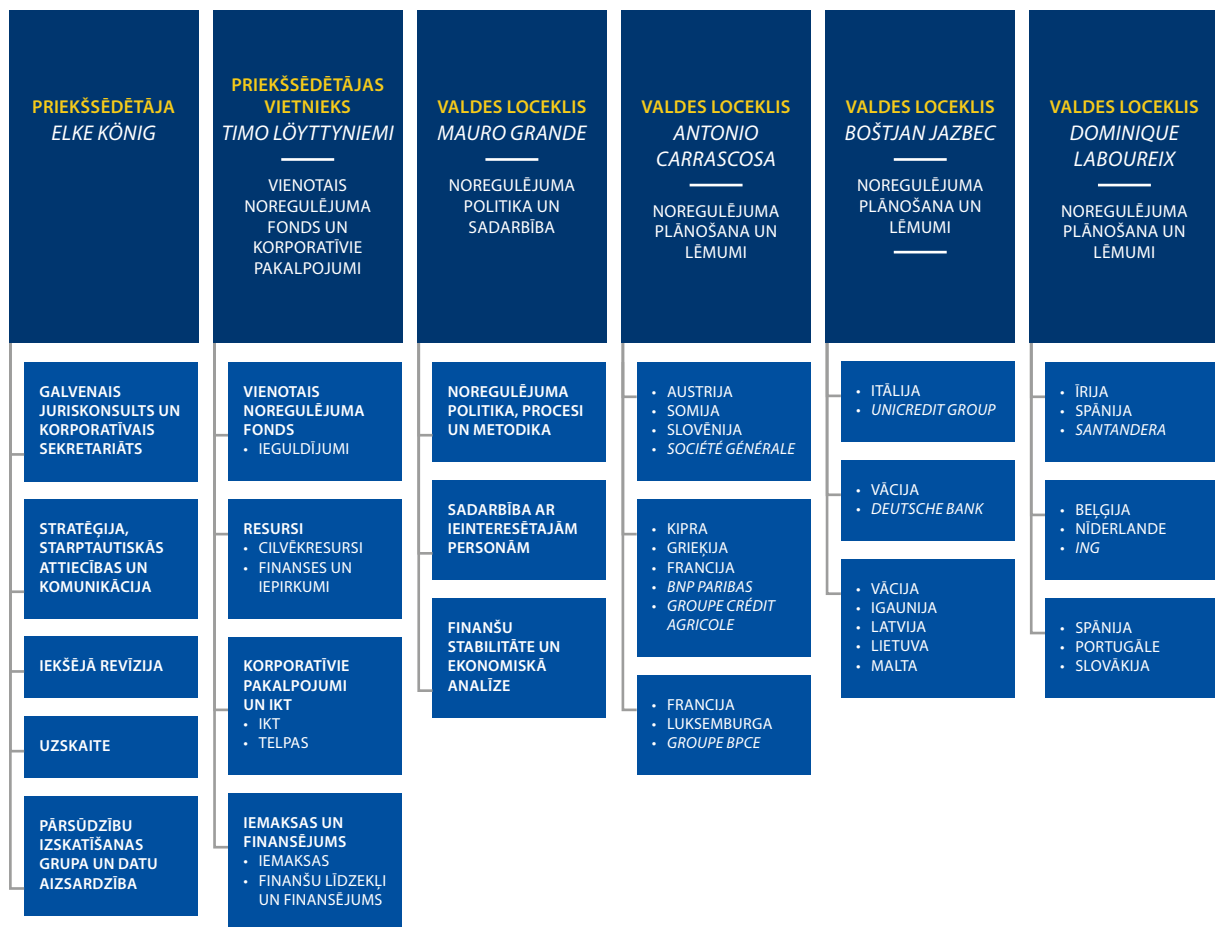 PRIEKŠSĒDĒTĀJA
ELKE KÖNIG
GALVENAIS
JURISKONSULTS UN
KORPORATĪVAIS
SEKRETARIĀTS
STRATĒĢIJA,
STARPTAUTISKĀS
ATTIECĪBAS UN
KOMUNIKĀCIJA
IEKŠĒJĀ REVĪZIJA
UZSKAITE
PĀRSŪDZĪBU
IZSKATĪŠANAS
GRUPA UN DATU
AIZSARDZĪBA
PRIEKŠSĒDĒTĀJAS
VIETNIEKS
TIMO LÖYTTYNIEMI
VIENOTAIS
NOREGULĒJUMA
FONDS UN
KORPORATĪVIE
PAKALPOJUMI
VIENOTAIS
NOREGULĒJUMA
FONDS
• IEGULDĪJUMI
RESURSI
• CILVĒKRESURSI
• FINANSES UN
IEPIRKUMI
KORPORATĪVIE
PAKALPOJUMI
UN IKT
• IKT
• TELPAS
IEMAKSAS UN
FINANSĒJUMS
• IEMAKSAS
• FINANŠU LĪDZEKĻI
UN FINANSĒJUMS
VALDES LOCEKLIS
MAURO GRANDE
NOREGULĒJUMA
POLITIKA UN
SADARBĪBA
NOREGULĒJUMA
POLITIKA, PROCESI
UN METODIKA
SADARBĪBA AR
IEINTERESĒTAJĀM
PERSONĀM
FINANŠU
STABILITĀTE UN
EKONOMISKĀ
ANALĪZE
VALDES LOCEKLIS
ANTONIO
CARRASCOSA
NOREGULĒJUMA
PLĀNOŠANA UN
LĒMUMI
• AUSTRIJA
• SOMIJA
• SLOVĒNIJA
• SOCIÉTÉ GÉNÉRALE
• KIPRA
• GRIEĶIJA
• FRANCIJA
• BNP PARIBAS
• GROUPE CRÉDIT
AGRICOLE
• FRANCIJA
• LUKSEMBURGA
• GROUPE BPCE
VALDES LOCEKLIS
BOŠTJAN JAZBEC
NOREGULĒJUMA
PLĀNOŠANA UN
LĒMUMI
• ITĀLIJA
• UNICREDIT GROUP
• VĀCIJA
• DEUTSCHE BANK
• VĀCIJA
• IGAUNIJA
• LATVIJA
• LIETUVA
• MALTA
VALDES LOCEKLIS
DOMINIQUE
LABOUREIX
NOREGULĒJUMA
PLĀNOŠANA UN
LĒMUMI
• ĪRIJA
• SPĀNIJA
• SANTANDERA
• BEĻĢIJA
• NĪDERLANDE
• ING
• SPĀNIJA
• PORTUGĀLE
• SLOVĀKIJA